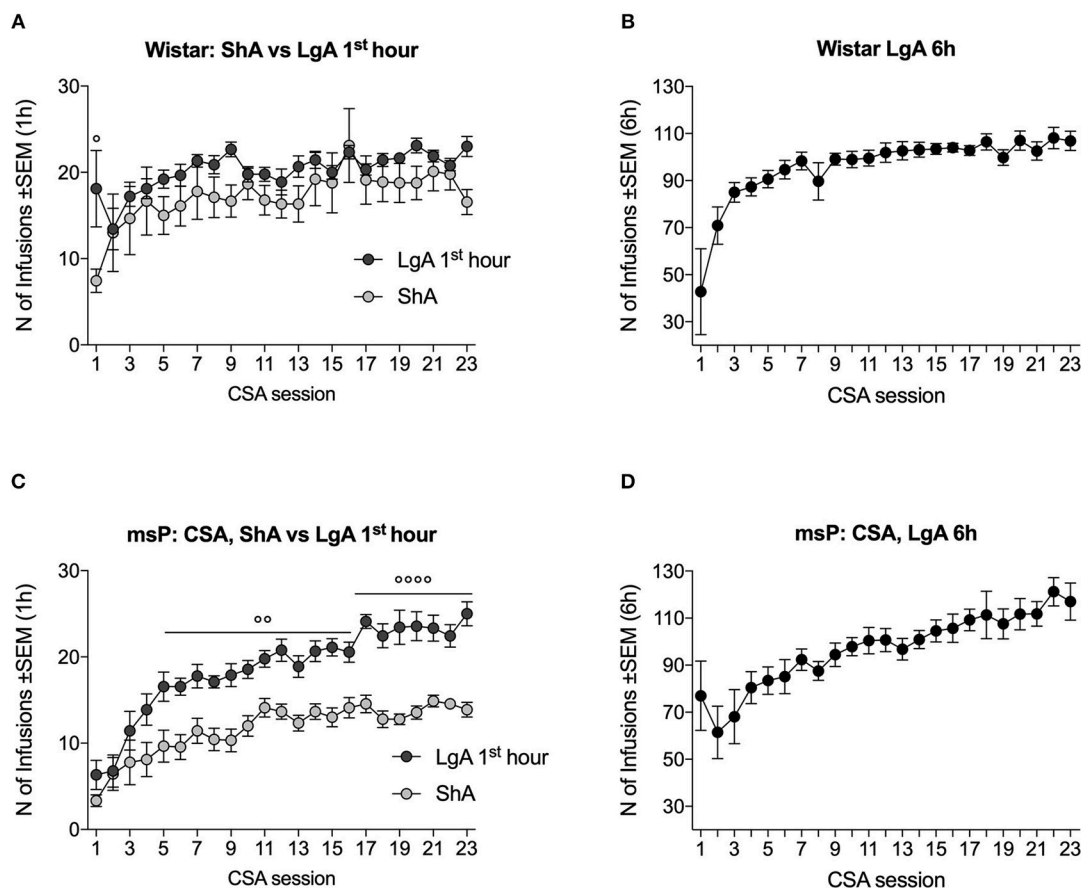 A
Wistar: ShA vs LgA 1st hour
N of Infusions ±SEM (1h)
30
20
10
0
°
LgA 1st hour
ShA
1 3 5 7 9 11 13 15 17 19 21 23
CSA session
B
Wistar LgA 6h
N of Infusions ±SEM (6h)
130
110
90
70
50
30
1 3 5 7 9 11 13 15 17 19 21 23
CSA session
C
msP: CSA, ShA vs LgA 1st hour
N of Infusions ±SEM (1h)
30
20
10
0
°°
°°°°
LgA 1st hour
ShA
1 3 5 7 9 11 13 15 17 19 21 23
CSA session
D
msP: CSA, LgA 6h
N of Infusions ±SEM (6h)
130
110
90
70
50
30
1 3 5 7 9 11 13 15 17 19 21 23
CSA session